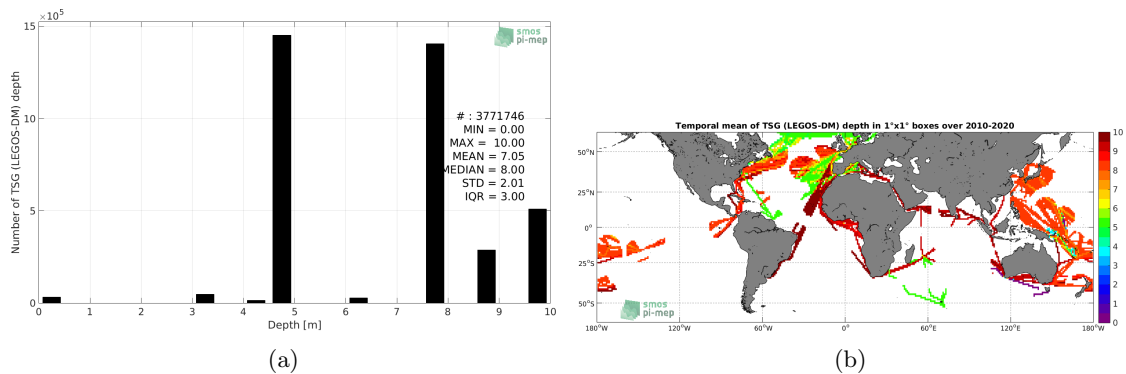 ×10⁵
15
10
5
0
Number of TSG (LEGOS-DM) depth
smos
pi-mep
# : 3771746
MIN = 0.00
MAX = 10.00
MEAN = 7.05
MEDIAN = 8.00
STD = 2.01
IQR = 3.00
0 1 2 3 4 5 6 7 8 9 10
Depth [m]
(a)
Temporal mean of TSG (LEGOS-DM) depth in 1°x1° boxes over 2010-2020
50°N
25°N
0°
25°S
50°S
smos
pi-mep
180°W 120°W 60°W 0° 60°E 120°E 180°E
10
9
8
7
6
5
4
3
2
1
0
(b)